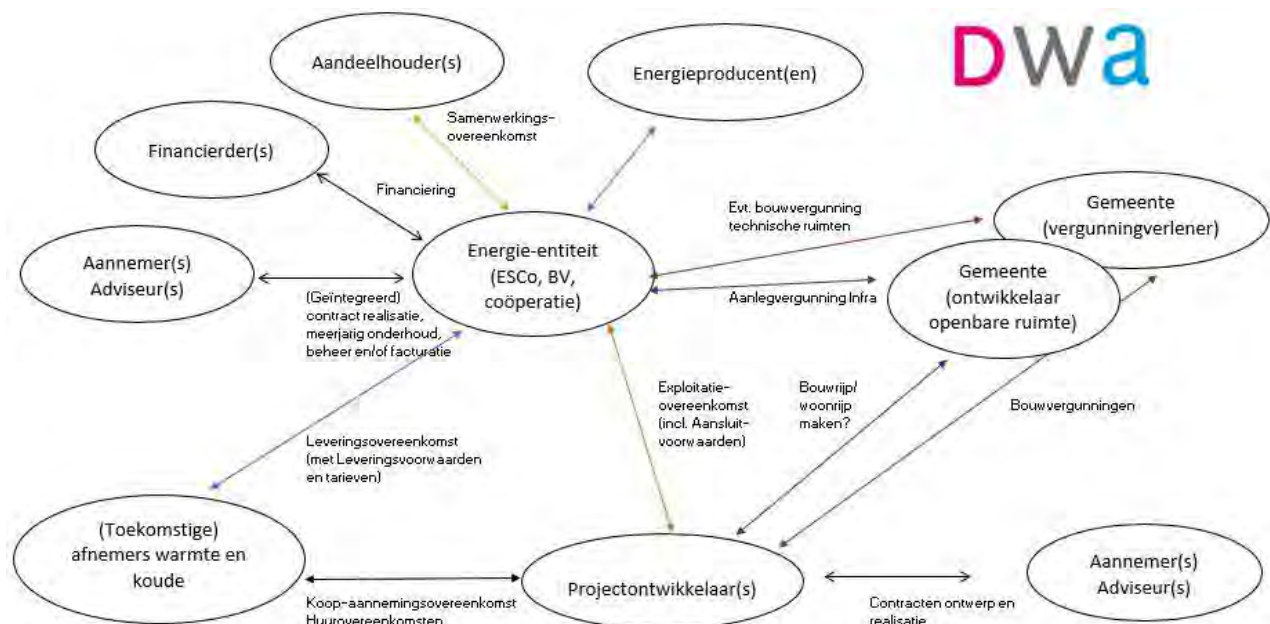 Aandeelhouder(s)
Energieproducent(en)
DWa
Samenwerkings-
overeenkomst
Financierder(s)
Financiering
Evt. bouwvergunning
technische ruimten
Gemeente
(vergunningverlener)
Energie-entiteit
(ESCo, BV,
coöperatie)
Aannemer(s)
Adviseur(s)
Gemeente
(ontwikkelaar
openbare ruimte)
Aanlegvergunning Infra
(Geïntegreerd)
contract realisatie,
meerjarig onderhoud,
beheer en/of facturatie
Exploitatie-
overeenkomst
(incl. Aansluit-
voorwaarden)
Bouwrijp/
woonrijp
maken?
Bouwvergunningen
Leveringsovereenkomst
(met Leveringsvoorwaarden
en tarieven)
(Toekomstige)
afnemers warmte en
koude
Projectontwikkelaar(s)
Aannemer(s)
Adviseur(s)
Koop-aannemingsovereenkomst
Huurovereenkomsten
Contracten ontwerp en
realisatie